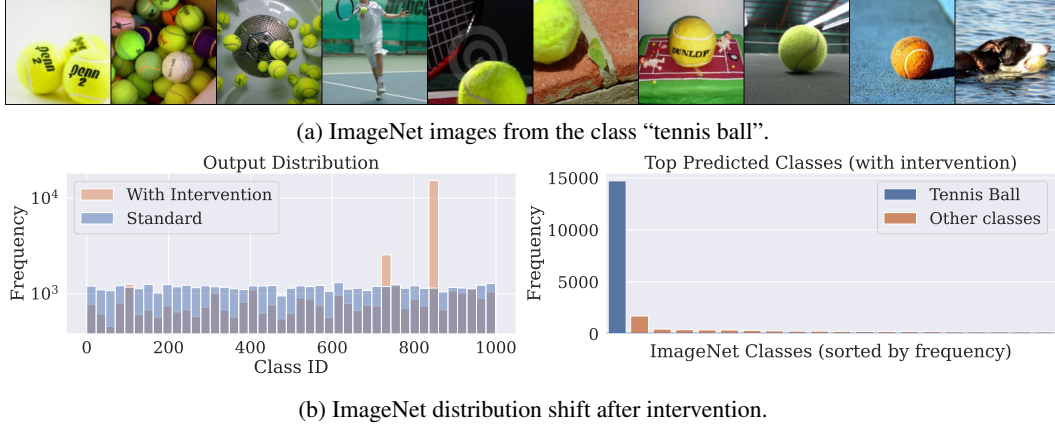 Penn
2
Penn
2
DUNLOP
(a) ImageNet images from the class “tennis ball”.
Output Distribution
Top Predicted Classes (with intervention)
With Intervention
Standard
Frequency
10^4
10^3
0 200 400 600 800 1000
Class ID
Tennis Ball
Other classes
Frequency
15000
10000
5000
0
ImageNet Classes (sorted by frequency)
(b) ImageNet distribution shift after intervention.